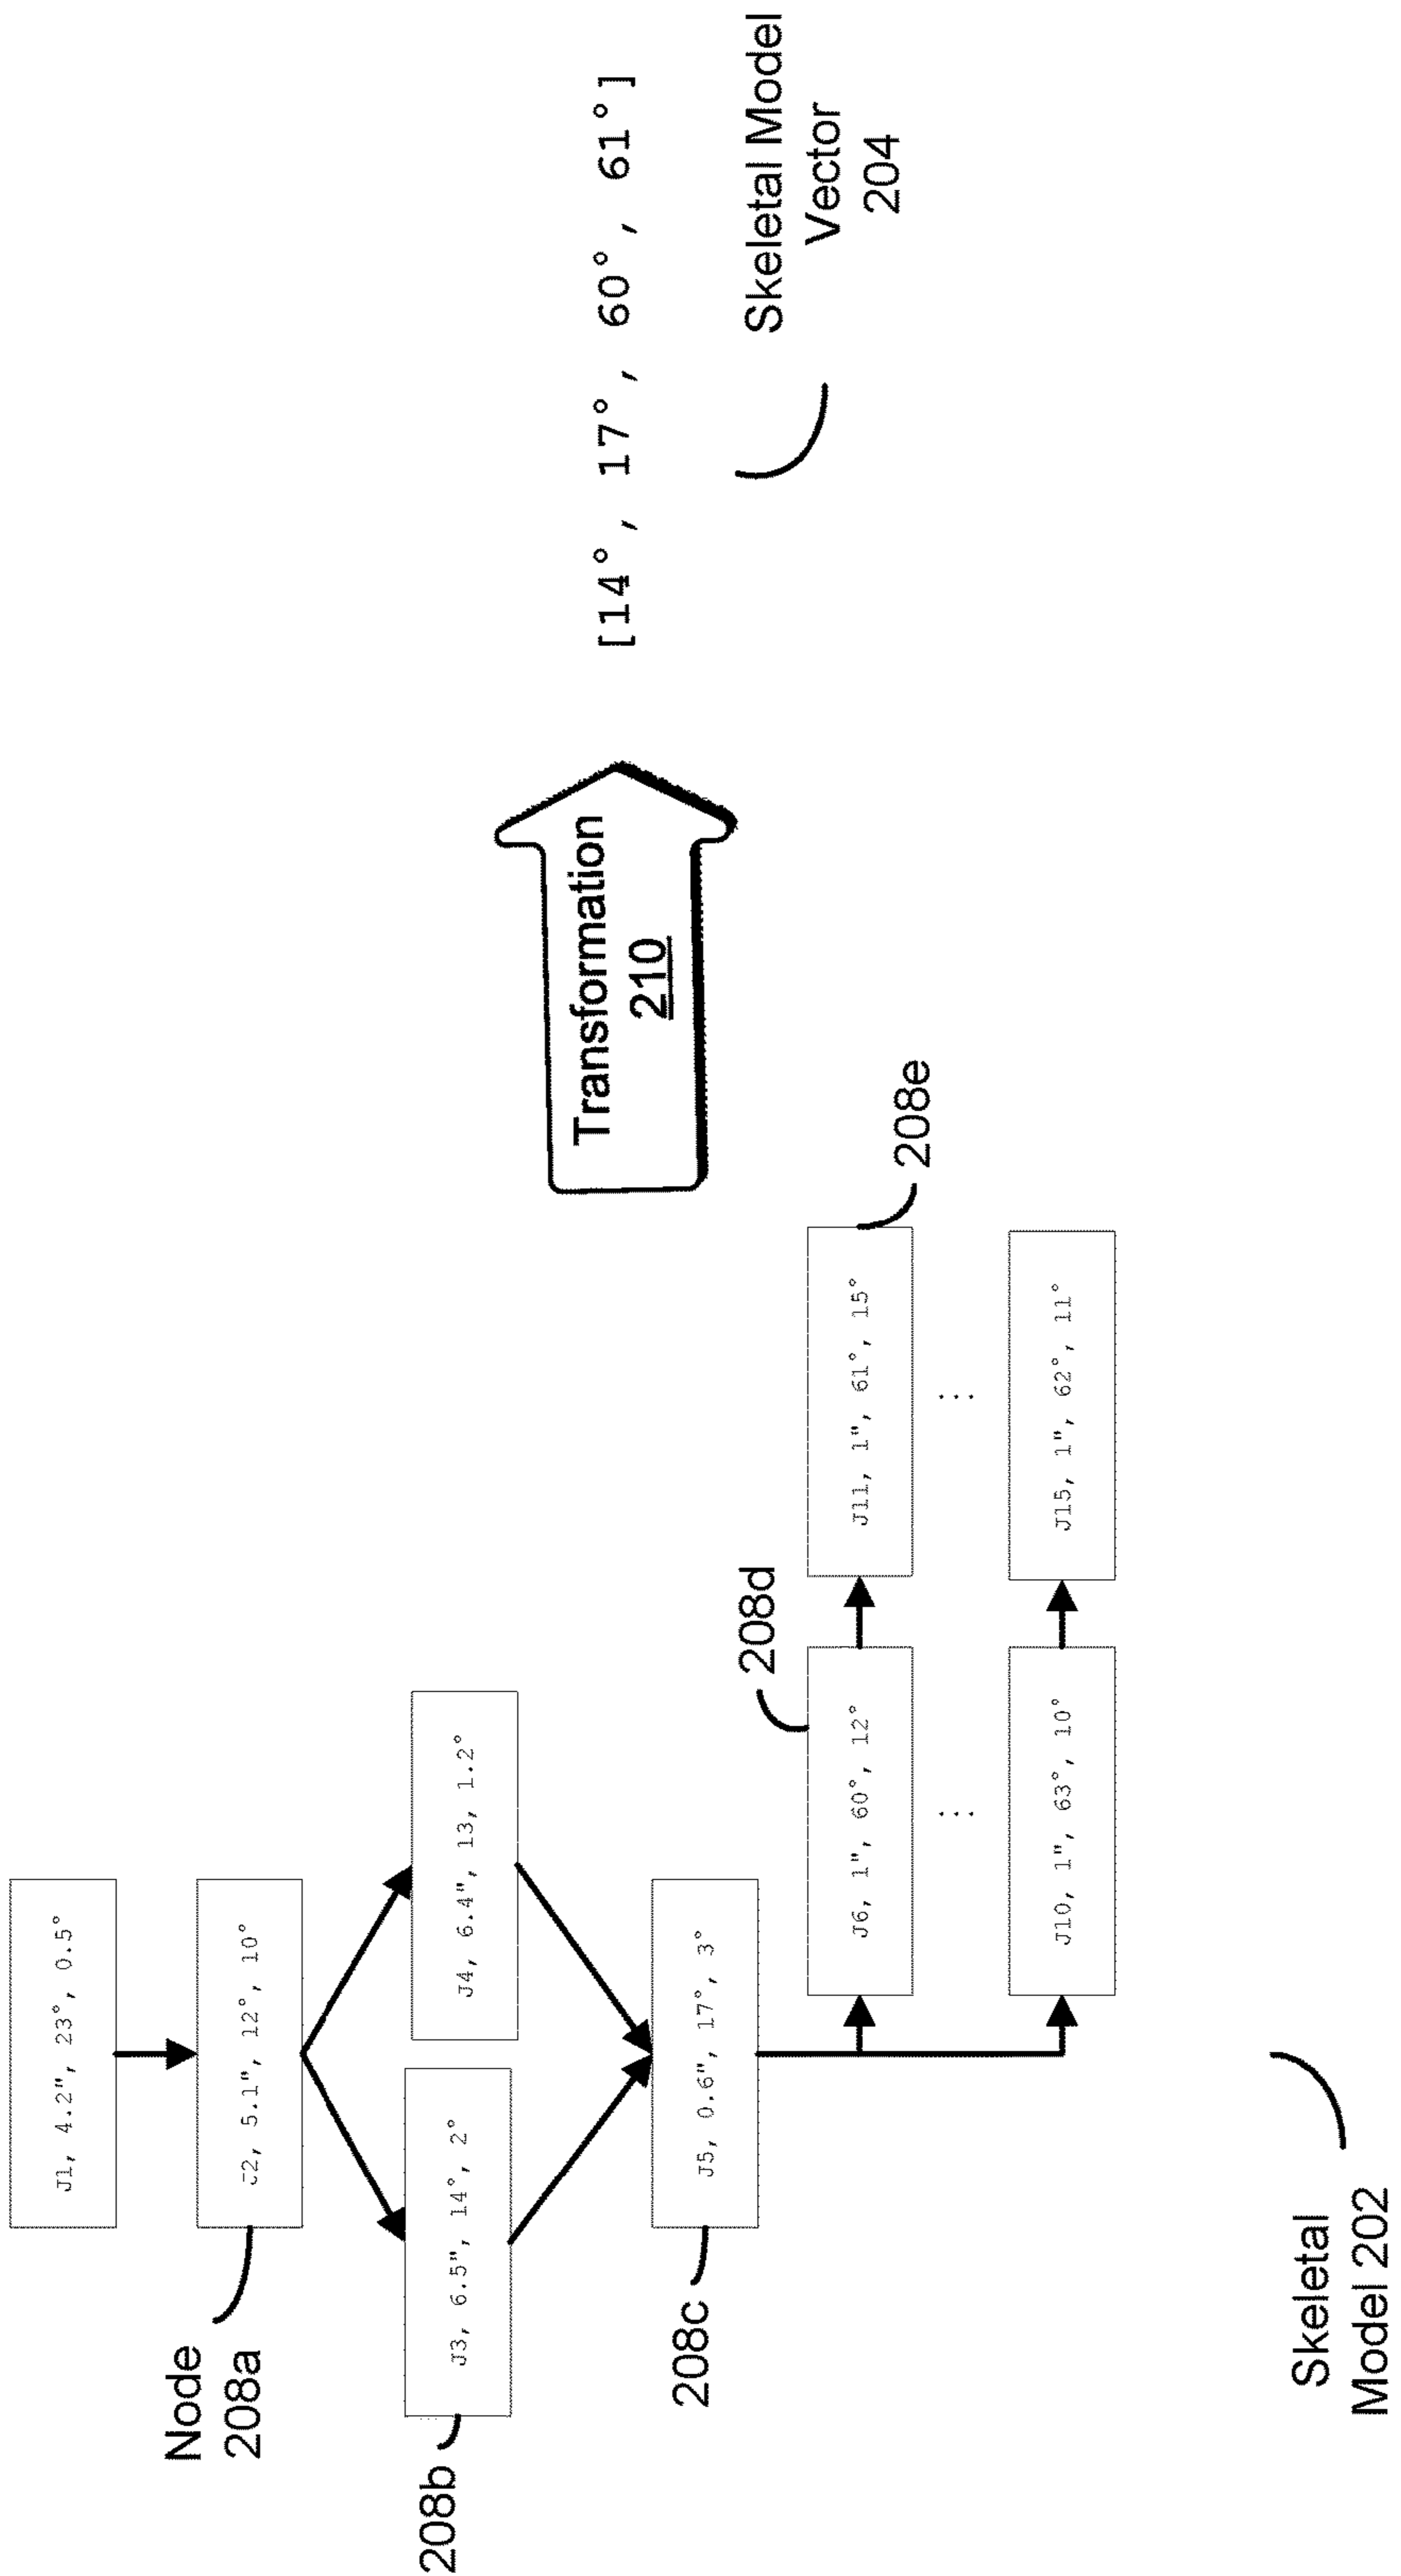 J1, 4.2", 23°, 0.5°
Node
208a
J2, 5.1", 12°, 10°
208b
J3, 6.5", 14°, 2°
J4, 6.4", 13, 1.2°
208c
J5, 0.6", 17°, 3°
208d
J6, 1", 60°, 12°
J11, 1", 61°, 15°
208e
...
...
J10, 1", 63°, 10°
J15, 1", 62°, 11°
Skeletal
Model 202
Transformation
210
[14°, 17°, 60°, 61°]
Skeletal Model
Vector
204